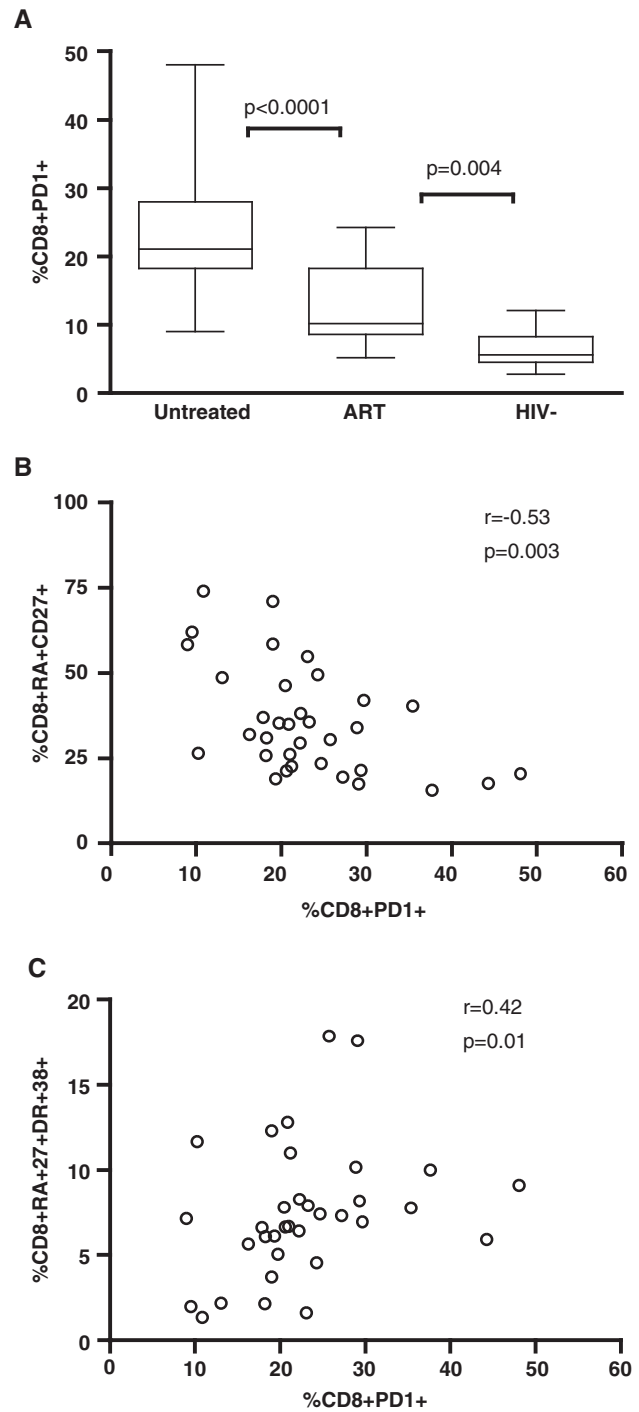 A
%CD8+PD1+
50
40
30
20
10
0
p<0.0001
p=0.004
Untreated ART HIV-
B
%CD8+RA+CD27+
100
75
50
25
0
r=-0.53
p=0.003
0 10 20 30 40 50 60
%CD8+PD1+
C
%CD8+RA+27+DR+38+
20
15
10
5
0
r=0.42
p=0.01
0 10 20 30 40 50 60
%CD8+PD1+